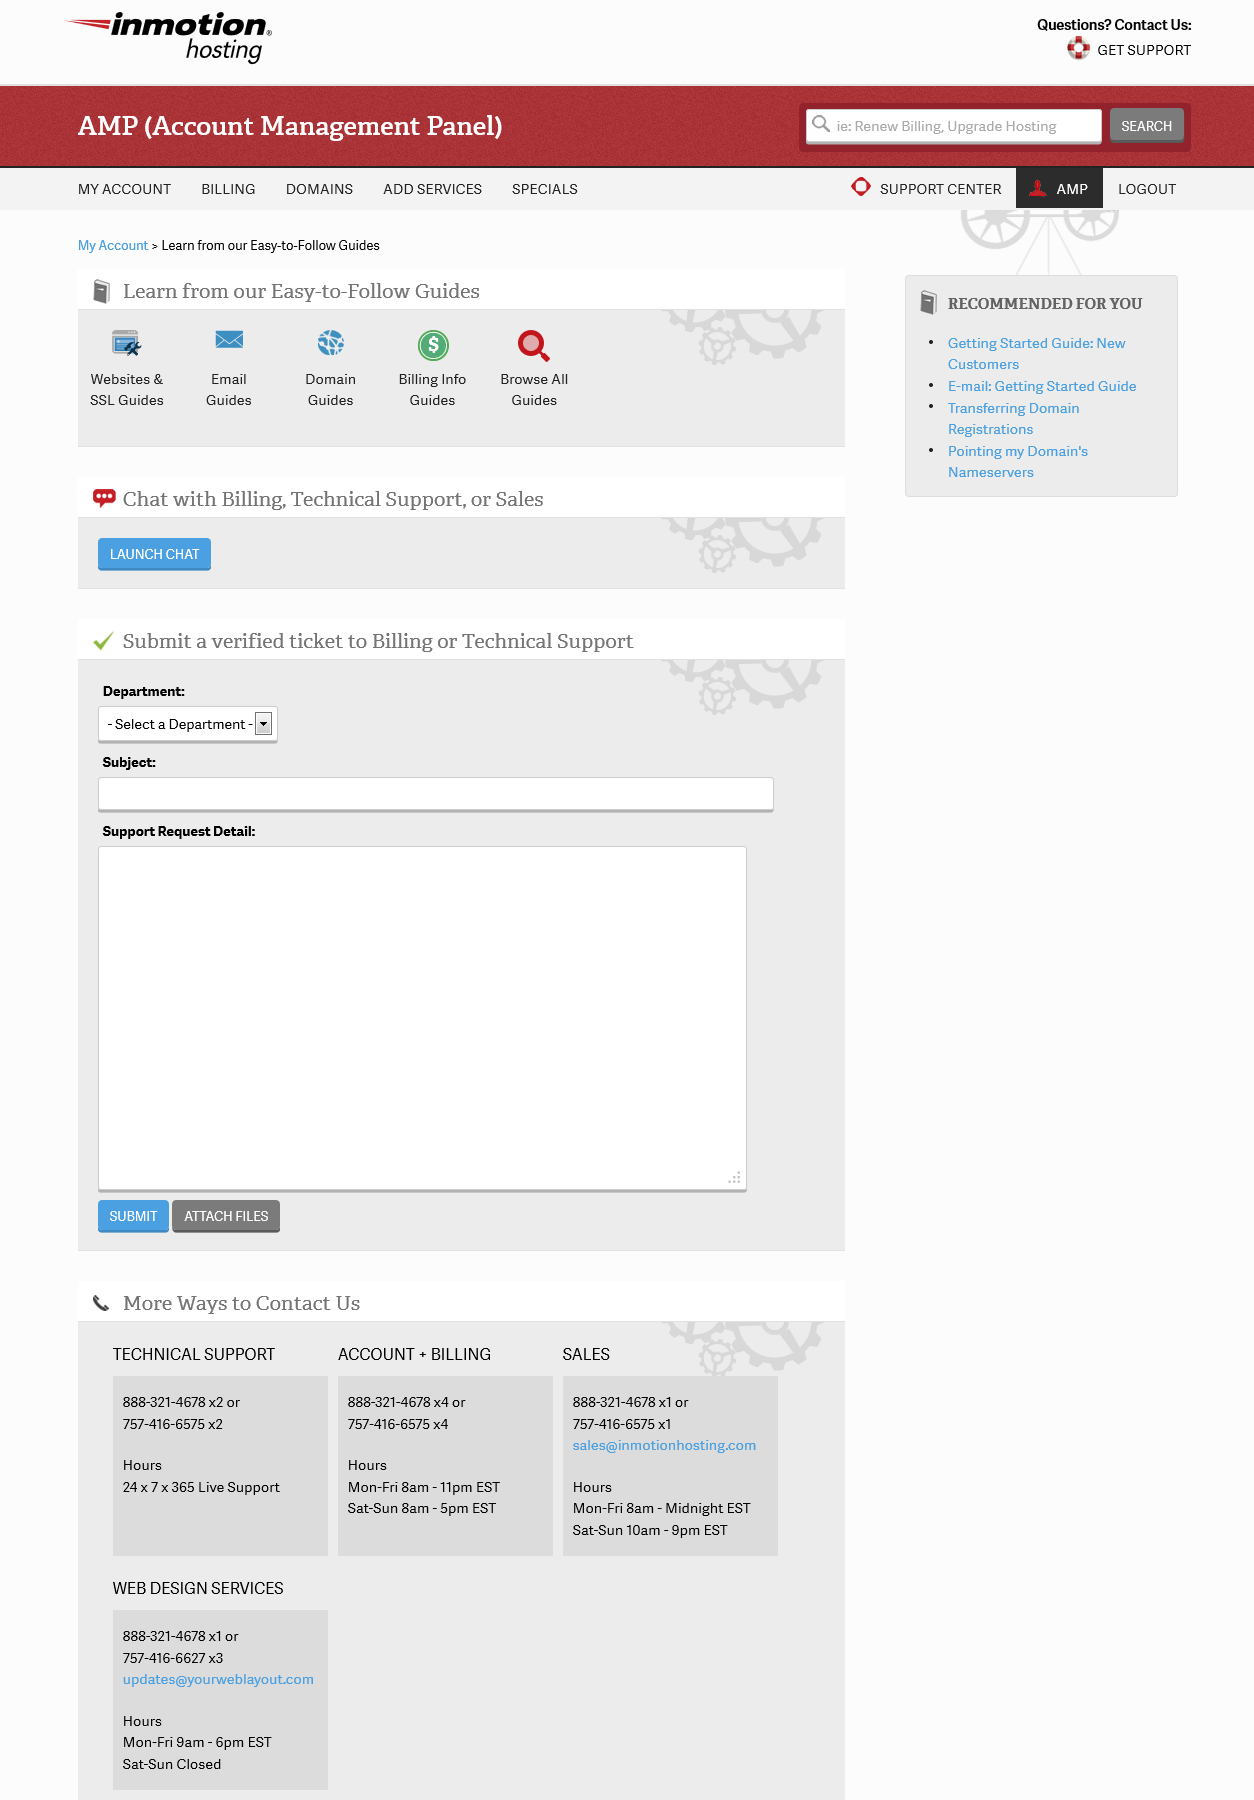 inmotion®
hosting
Questions? Contact Us:
GET SUPPORT
AMP (Account Management Panel)
ie: Renew Billing, Upgrade Hosting
SEARCH
MY ACCOUNT BILLING DOMAINS ADD SERVICES SPECIALS SUPPORT CENTER AMP LOGOUT
My Account > Learn from our Easy-to-Follow Guides
Learn from our Easy-to-Follow Guides
Websites &
SSL Guides
Email
Guides
Domain
Guides
$
Billing Info
Guides
Browse All
Guides
RECOMMENDED FOR YOU
• Getting Started Guide: New
Customers
• E-mail: Getting Started Guide
• Transferring Domain
Registrations
• Pointing my Domain's
Nameservers
Chat with Billing, Technical Support, or Sales
LAUNCH CHAT
Submit a verified ticket to Billing or Technical Support
Department:
- Select a Department -
Subject:
Support Request Detail:
SUBMIT ATTACH FILES
More Ways to Contact Us
TECHNICAL SUPPORT
888-321-4678 x2 or
757-416-6575 x2
Hours
24 x 7 x 365 Live Support
ACCOUNT + BILLING
888-321-4678 x4 or
757-416-6575 x4
Hours
Mon-Fri 8am - 11pm EST
Sat-Sun 8am - 5pm EST
SALES
888-321-4678 x1 or
757-416-6575 x1
sales@inmotionhosting.com
Hours
Mon-Fri 8am - Midnight EST
Sat-Sun 10am - 9pm EST
WEB DESIGN SERVICES
888-321-4678 x1 or
757-416-6627 x3
updates@yourweblayout.com
Hours
Mon-Fri 9am - 6pm EST
Sat-Sun Closed